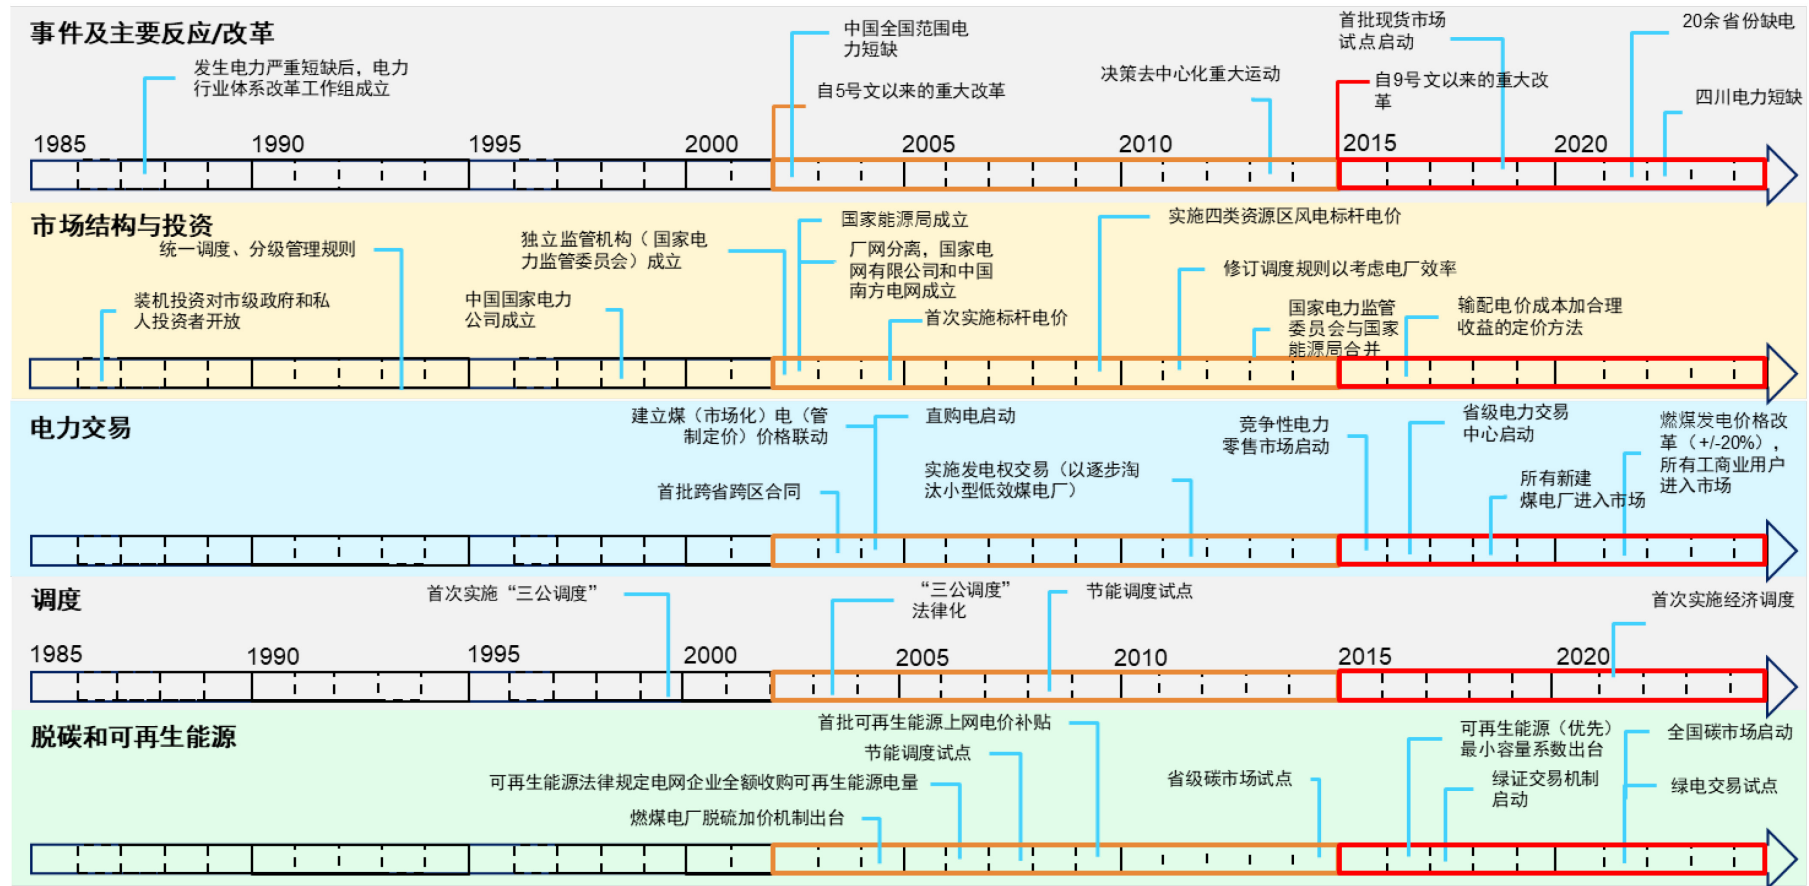 事件及主要反应/改革
发生电力严重短缺后，电力
行业体系改革工作组成立
中国全国范围电
力短缺
自5号文以来的重大改革
决策去中心化重大运动
首批现货市场
试点启动
自9号文以来的重大改
革
20余省份缺电
四川电力短缺
1985
1990
1995
2000
2005
2010
2015
2020
市场结构与投资
统一调度、分级管理规则
装机投资对市级政府和私
人投资者开放
独立监管机构（国家电
力监管委员会）成立
中国国家电力
公司成立
国家能源局成立
厂网分离，国家电
网有限公司和中国
南方电网成立
首次实施标杆电价
实施四类资源区风电标杆电价
修订调度规则以考虑电厂效率
国家电力监管
委员会与国家
能源局合并
输配电价成本加合理
收益的定价方法
电力交易
建立煤（市场化）电（管
制定价）价格联动
首批跨省跨区合同
直购电启动
实施发电权交易（以逐步淘
汰小型低效煤电厂）
竞争性电力
零售市场启动
省级电力交易
中心启动
所有新建
煤电厂进入市场
燃煤发电价格改
革（+/-20%），
所有工商业用户
进入市场
调度
首次实施“三公调度”
“三公调度”
法律化
节能调度试点
首次实施经济调度
1985
1990
1995
2000
2005
2010
2015
2020
脱碳和可再生能源
首批可再生能源上网电价补贴
节能调度试点
可再生能源法律规定电网企业全额收购可再生能源电量
燃煤电厂脱硫加价机制出台
省级碳市场试点
可再生能源（优先）
最小容量系数出台
绿证交易机制
启动
全国碳市场启动
绿电交易试点